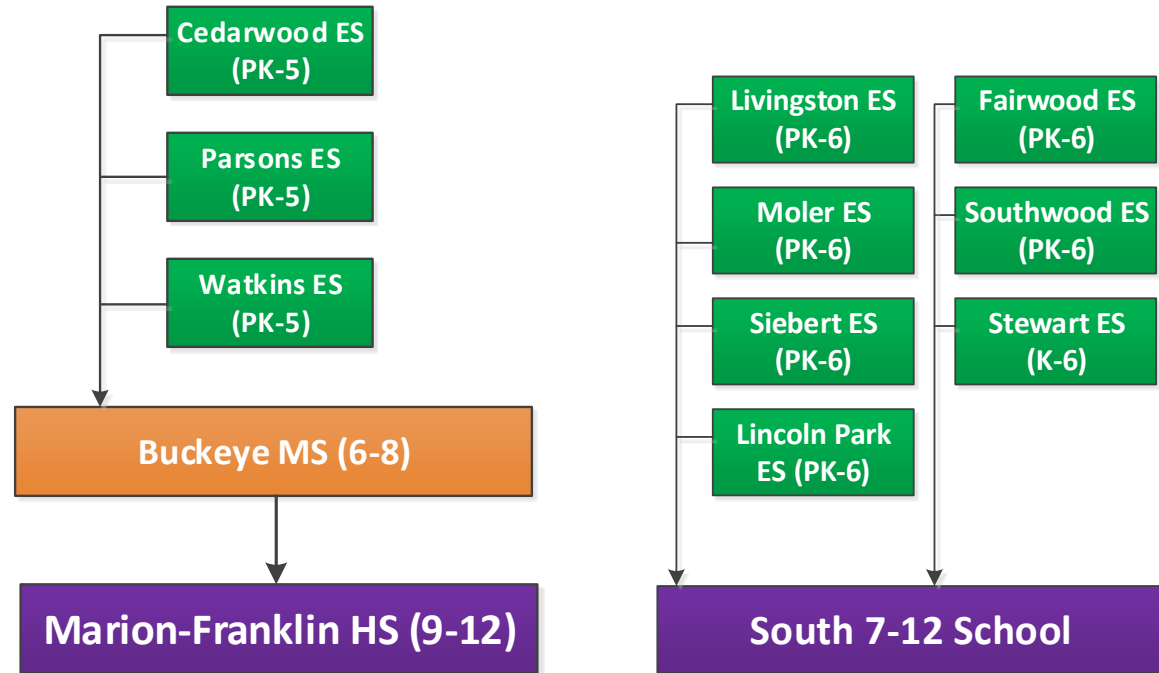 Cedarwood ES
(PK-5)
Parsons ES
(PK-5)
Watkins ES
(PK-5)
Buckeye MS (6-8)
Marion-Franklin HS (9-12)
Livingston ES
(PK-6)
Moler ES
(PK-6)
Siebert ES
(PK-6)
Lincoln Park
ES (PK-6)
Fairwood ES
(PK-6)
Southwood ES
(PK-6)
Stewart ES
(K-6)
South 7-12 School